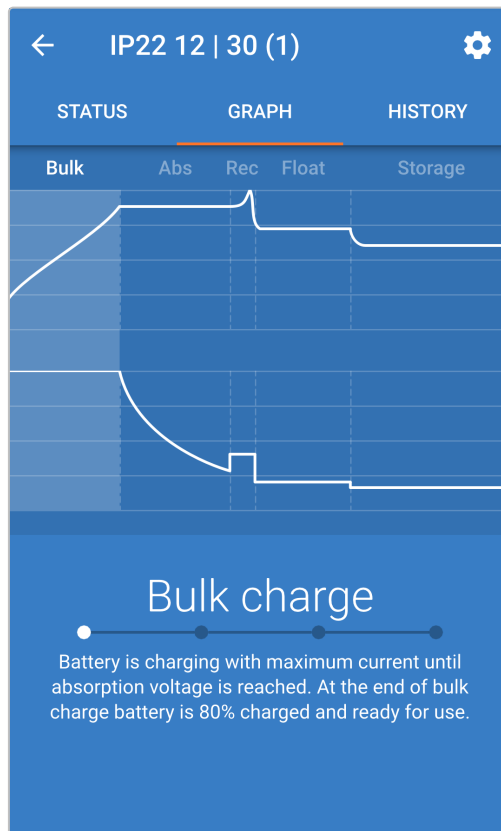 IP22 12 | 30 (1)
STATUS GRAPH HISTORY
Bulk Abs Rec Float Storage
Bulk charge
Battery is charging with maximum current until
absorption voltage is reached. At the end of bulk
charge battery is 80% charged and ready for use.